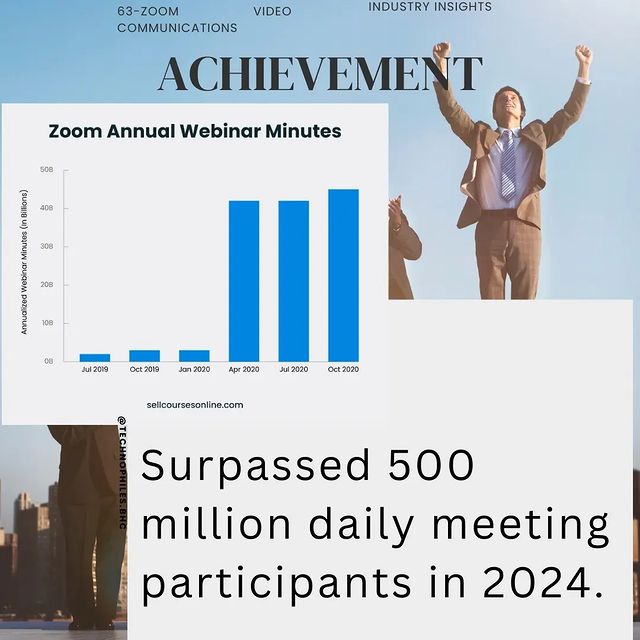 63-ZOOM VIDEO INDUSTRY INSIGHTS
COMMUNICATIONS
ACHIEVEMENT
Zoom Annual Webinar Minutes
Annualized Webinar Minutes (in Billions)
50B
40B
30B
20B
10B
0B
Jul 2019 Oct 2019 Jan 2020 Apr 2020 Jul 2020 Oct 2020
sellcoursesonline.com
@TECHNOPHILES.BHC
Surpassed 500
million daily meeting
participants in 2024.